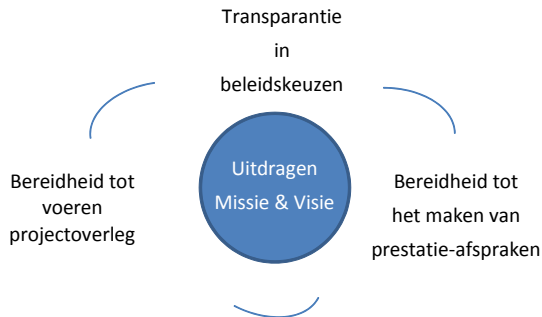 Transparantie
in
beleidskeuzen
Uitdragen
Missie & Visie
Bereidheid tot
voeren
projectoverleg
Bereidheid tot
het maken van
prestatie-afspraken